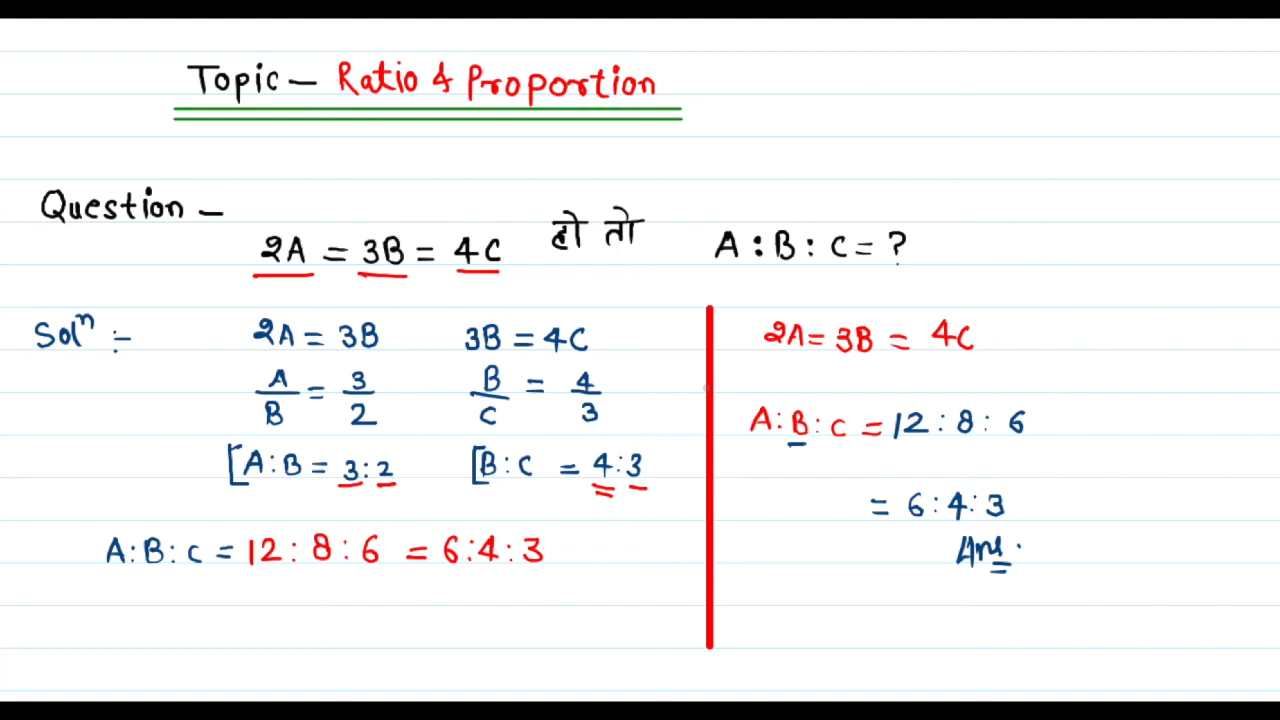 Topic - Ratio & Proportion
Question -
2A = 3B = 4C हो तो A : B : C = ?
Solⁿ :-
2A = 3B
A/B = 3/2
[A : B = 3 : 2
3B = 4C
B/C = 4/3
[B : C = 4 : 3
A : B : C = 12 : 8 : 6 = 6 : 4 : 3
2A = 3B = 4C
A : B : C = 12 : 8 : 6
= 6 : 4 : 3
Ans.